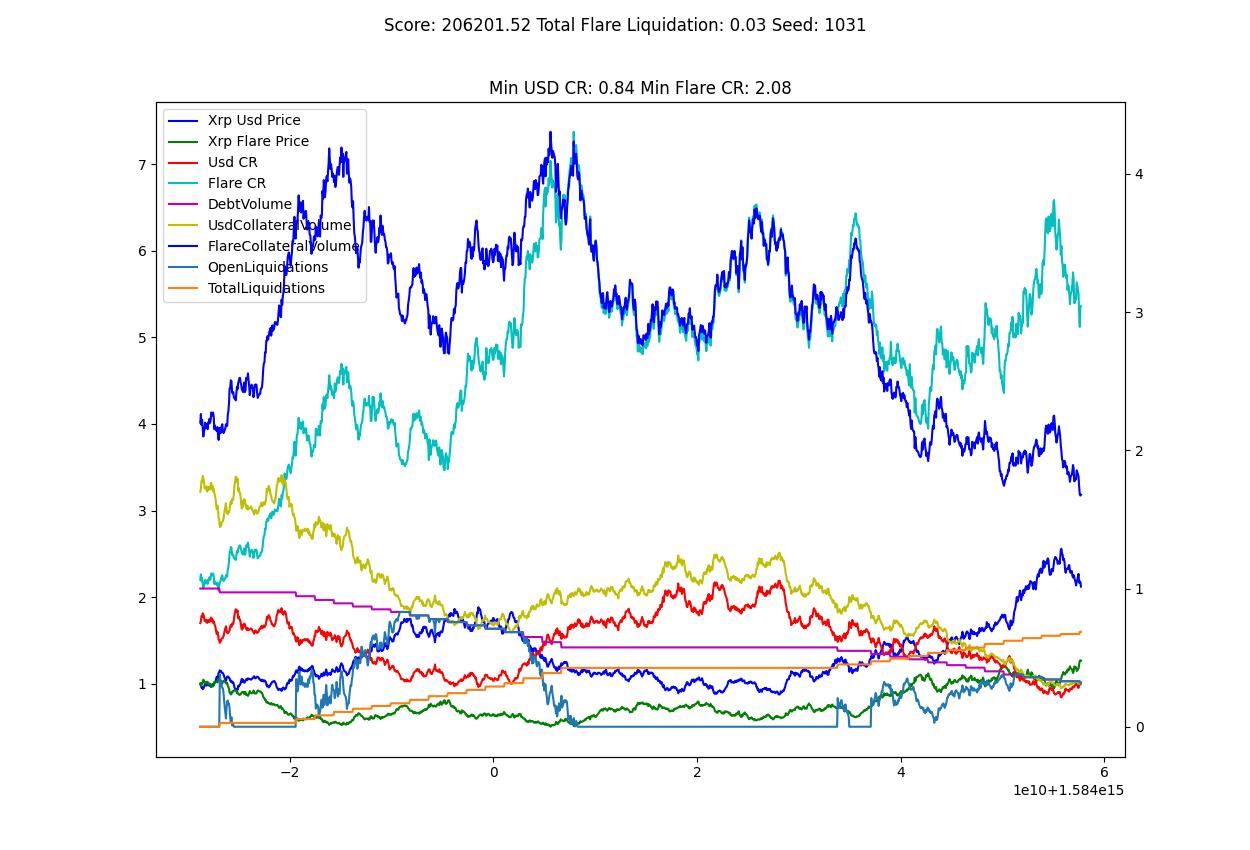 Score: 206201.52 Total Flare Liquidation: 0.03 Seed: 1031
Min USD CR: 0.84 Min Flare CR: 2.08
Xrp Usd Price
Xrp Flare Price
Usd CR
Flare CR
DebtVolume
UsdCollateralVolume
FlareCollateralVolume
OpenLiquidations
TotalLiquidations
7
6
5
4
3
2
1
4
3
2
1
0
−2
0
2
4
6
1e10+1.584e15